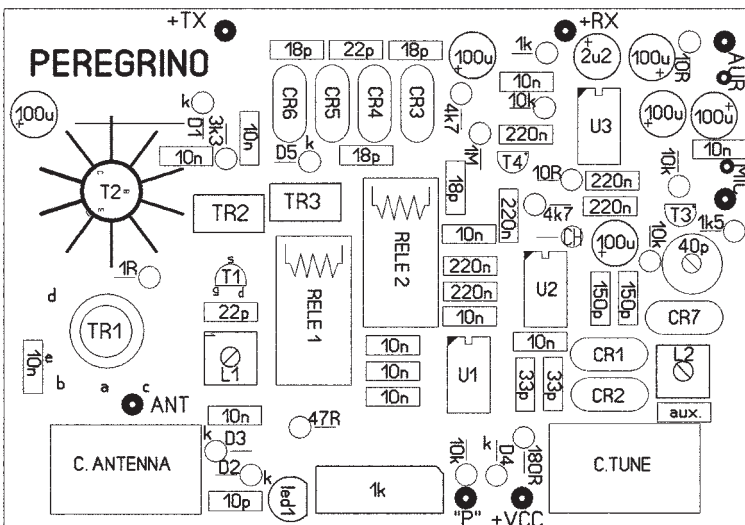 +TX
+RX
PEREGRINO
18p
22p
18p
100u
+
1k
2u2
+
100u
+
10R
AUR
100u
+
k
D1
3k3
10n
10n
CR6
CR5
CR4
CR3
4k7
10n
10k
220n
U3
100u
+
100u
+
10n
D5
k
18p
1M
T4
10R
220n
10k
MIC
T2
TR2
TR3
18p
220n
4k7
220n
T3
1k5
RELE 2
10n
100u
+
10k
40p
1R
s
T1
g
d
RELE 1
220n
220n
10n
U2
150p
150p
CR7
d
TR1
22p
L1
10n
e
b
a
c
10n
10n
10n
U1
10n
33p
33p
CR1
CR2
L2
ANT
10n
47R
aux.
C. ANTENNA
k
D3
D2
k
10p
led1
1k
10k
k
D4
180R
C.TUNE
"P"
+VCC